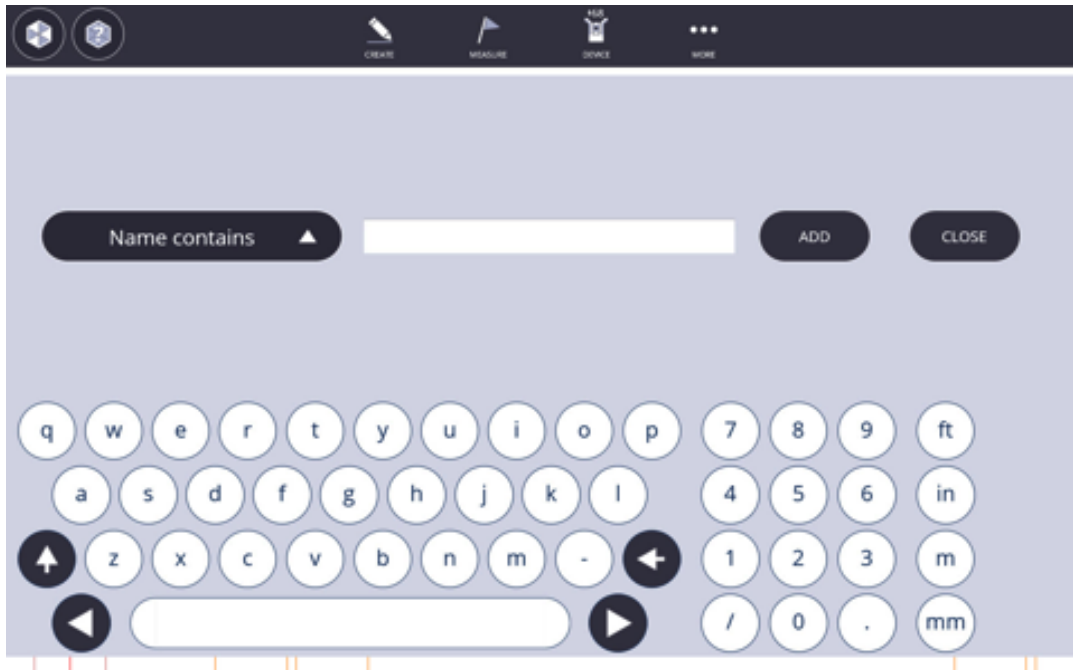 ?
CREATE MEASURE DEVICE MORE
Name contains ADD CLOSE
q w e r t y u i o p 7 8 9 ft
a s d f g h j k l 4 5 6 in
z x c v b n m - 1 2 3 m
/ 0 . mm